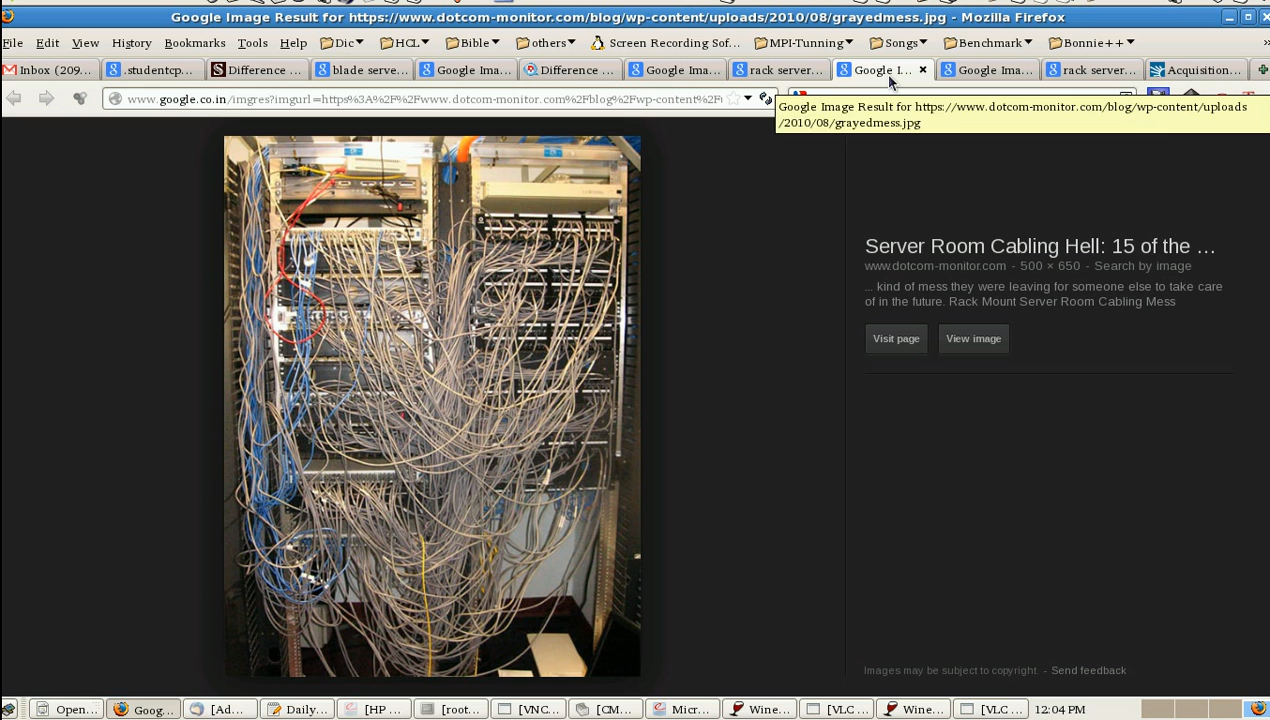 Google Image Result for https://www.dotcom-monitor.com/blog/wp-content/uploads/2010/08/grayedmess.jpg - Mozilla Firefox
File Edit View History Bookmarks Tools Help Dic HCL Bible others Screen Recording Sof... MPI-Tunning Songs Benchmark Bonnie++
Inbox (209... .studentcp... Difference ... blade serve... Google Ima... Difference ... Google Ima... rack server... Google I... Google Ima... rack server... Acquisition...
www.google.co.in/imgres?imgurl=https%3A%2F%2Fwww.dotcom-monitor.com%2Fblog%2Fwp-content%2Fu
Google Image Result for https://www.dotcom-monitor.com/blog/wp-content/uploads
/2010/08/grayedmess.jpg
Server Room Cabling Hell: 15 of the ...
www.dotcom-monitor.com - 500 × 650 - Search by image
... kind of mess they were leaving for someone else to take care
of in the future. Rack Mount Server Room Cabling Mess
Visit page View image
Images may be subject to copyright. - Send feedback
Open... Goog... [Ad... Daily... [HP ... [root... [VNC... [CM... Micr... Wine... [VLC ... Wine... [VLC ... 12:04 PM